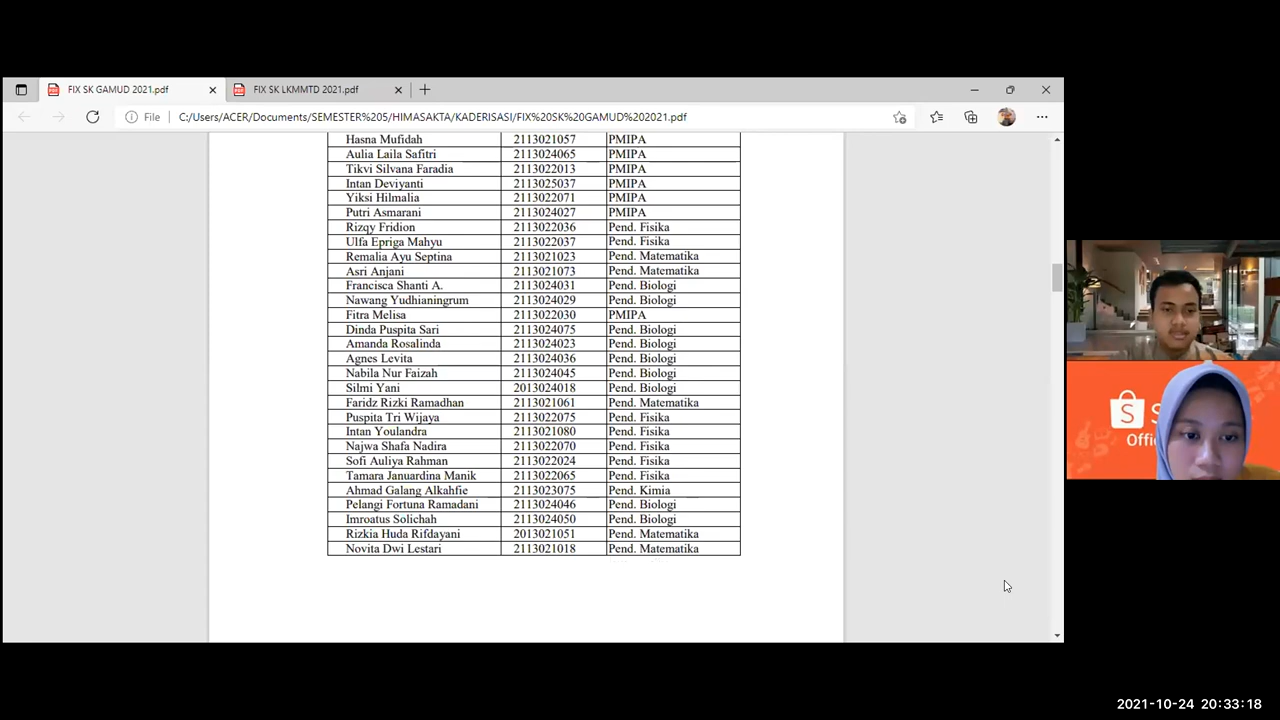 FIX SK GAMUD 2021.pdf
FIX SK LKMMTD 2021.pdf
File C:/Users/ACER/Documents/SEMESTER%205/HIMASAKTA/KADERISASI/FIX%20SK%20GAMUD%202021.pdf
Hasna Mufidah 2113021057 PMIPA
Aulia Laila Safitri 2113024065 PMIPA
Tikvi Silvana Faradia 2113022013 PMIPA
Intan Deviyanti 2113025037 PMIPA
Yiksi Hilmalia 2113022071 PMIPA
Putri Asmarani 2113024027 PMIPA
Rizqy Fridion 2113022036 Pend. Fisika
Ulfa Epriga Mahyu 2113022037 Pend. Fisika
Remalia Ayu Septina 2113021023 Pend. Matematika
Asri Anjani 2113021073 Pend. Matematika
Francisca Shanti A. 2113024031 Pend. Biologi
Nawang Yudhianingrum 2113024029 Pend. Biologi
Fitra Melisa 2113022030 PMIPA
Dinda Puspita Sari 2113024075 Pend. Biologi
Amanda Rosalinda 2113024023 Pend. Biologi
Agnes Levita 2113024036 Pend. Biologi
Nabila Nur Faizah 2113024045 Pend. Biologi
Silmi Yani 2013024018 Pend. Biologi
Faridz Rizki Ramadhan 2113021061 Pend. Matematika
Puspita Tri Wijaya 2113022075 Pend. Fisika
Intan Youlandra 2113021080 Pend. Fisika
Najwa Shafa Nadira 2113022070 Pend. Fisika
Sofi Auliya Rahman 2113022024 Pend. Fisika
Tamara Januardina Manik 2113022065 Pend. Fisika
Ahmad Galang Alkahfie 2113023075 Pend. Kimia
Pelangi Fortuna Ramadani 2113024046 Pend. Biologi
Imroatus Solichah 2113024050 Pend. Biologi
Rizkia Huda Rifdayani 2013021051 Pend. Matematika
Novita Dwi Lestari 2113021018 Pend. Matematika
2021-10-24 20:33:18